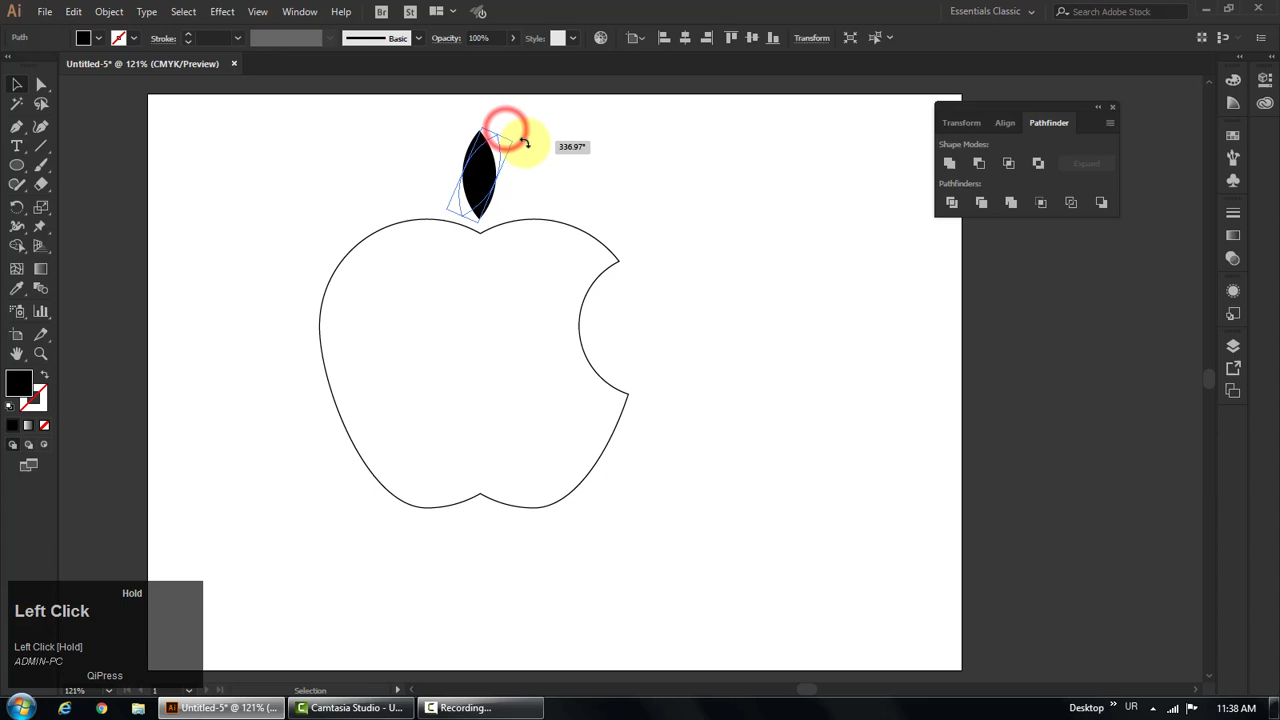 Ai File Edit Object Type Select Effect View Window Help Br St Essentials Classic Search Adobe Stock
Path Stroke: Basic Opacity: 100% Style: Transform
Untitled-5* @ 121% (CMYK/Preview) ×
336.97°
Transform Align Pathfinder
Shape Modes:
Expand
Pathfinders:
Hold
Left Click
Left Click [Hold]
ADMIN-PC
QiPress
121% 1 Selection
Untitled-5* @ 121% (... Camtasia Studio - U... Recording... Desktop » UR 11:38 AM